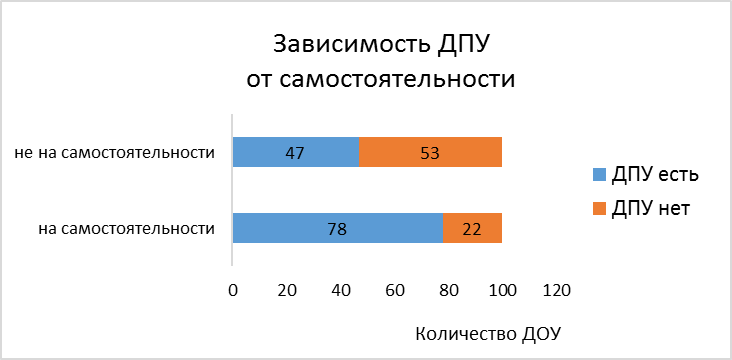 Зависимость ДПУ
от самостоятельности
не на самостоятельности
47
53
на самостоятельности
78
22
0 20 40 60 80 100 120
Количество ДОУ
ДПУ есть
ДПУ нет